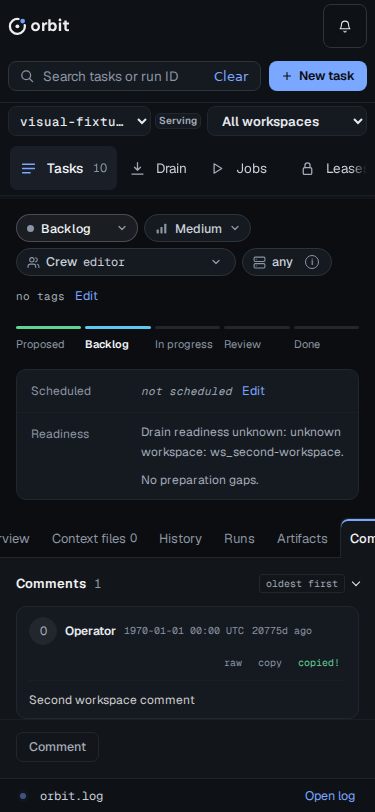 orbit
Search tasks or run ID Clear
+ New task
visual-fixtu… Serving All workspaces
Tasks 10 Drain Jobs Lease
Backlog Medium
Crew editor any
no tags Edit
Proposed Backlog In progress Review Done
Scheduled not scheduled Edit
Readiness Drain readiness unknown: unknown
workspace: ws_second-workspace.
No preparation gaps.
rview Context files 0 History Runs Artifacts Com
Comments 1 oldest first
O Operator 1970-01-01 00:00 UTC 20775d ago
raw copy copied!
Second workspace comment
Comment
orbit.log Open log